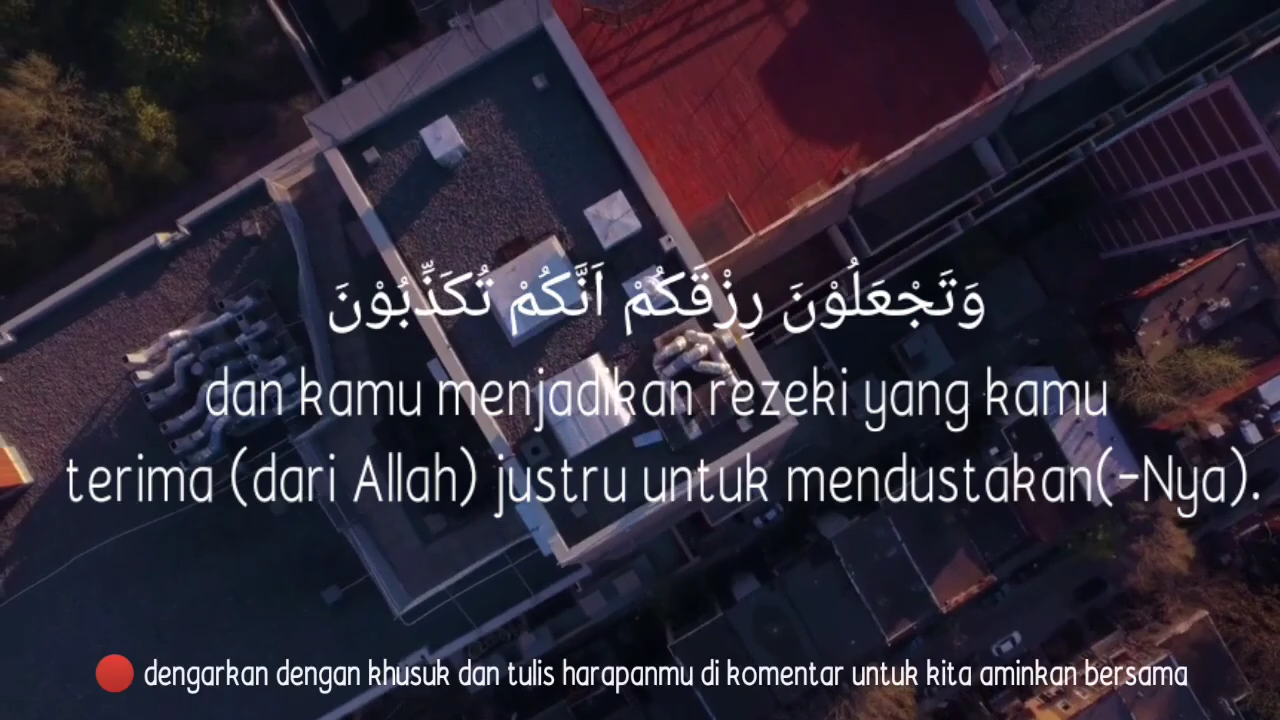 وَتَجْعَلُوْنَ رِزْقَكُمْ اَنَّكُمْ تُكَذِّبُوْنَ
dan kamu menjadikan rezeki yang kamu
terima (dari Allah) justru untuk mendustakan(-Nya).
dengarkan dengan khusuk dan tulis harapanmu di komentar untuk kita aminkan bersama